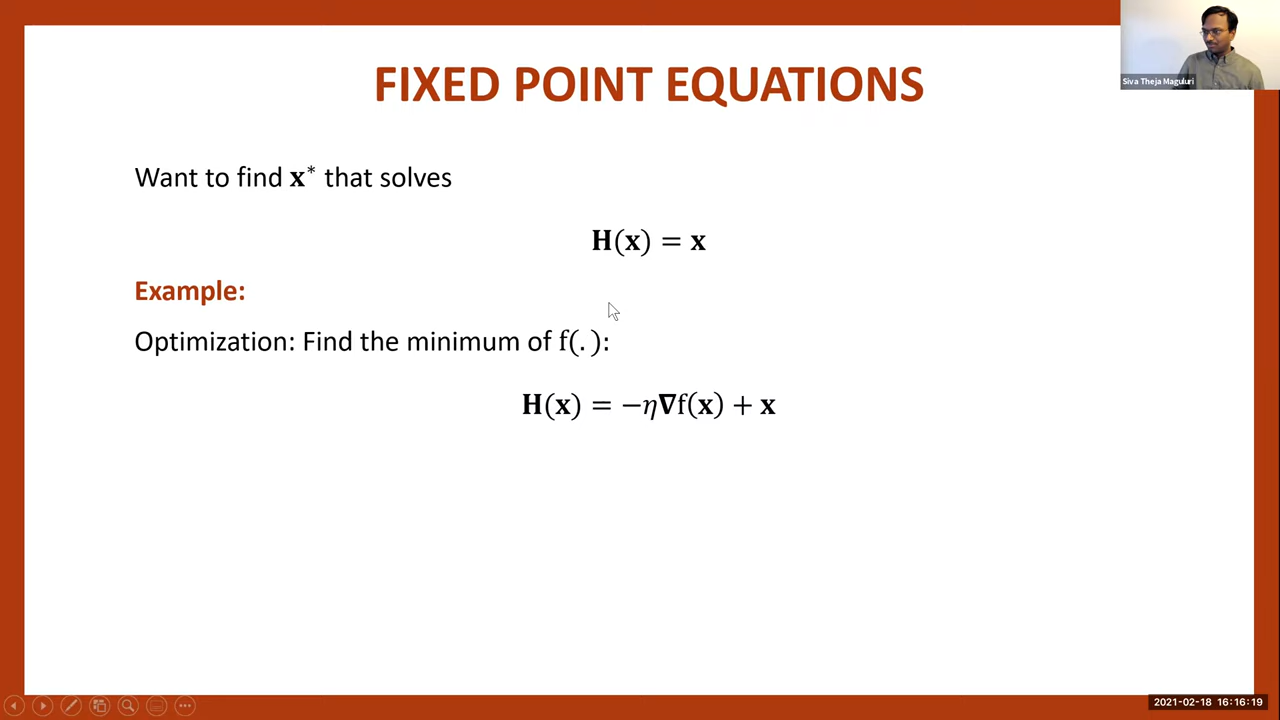 FIXED POINT EQUATIONS
Siva Theja Maguluri
Want to find 𝐱* that solves
𝐇(𝐱) = 𝐱
Example:
Optimization: Find the minimum of f(.):
𝐇(𝐱) = −𝜂𝛁f(𝐱) + 𝐱
2021-02-18 16:16:19